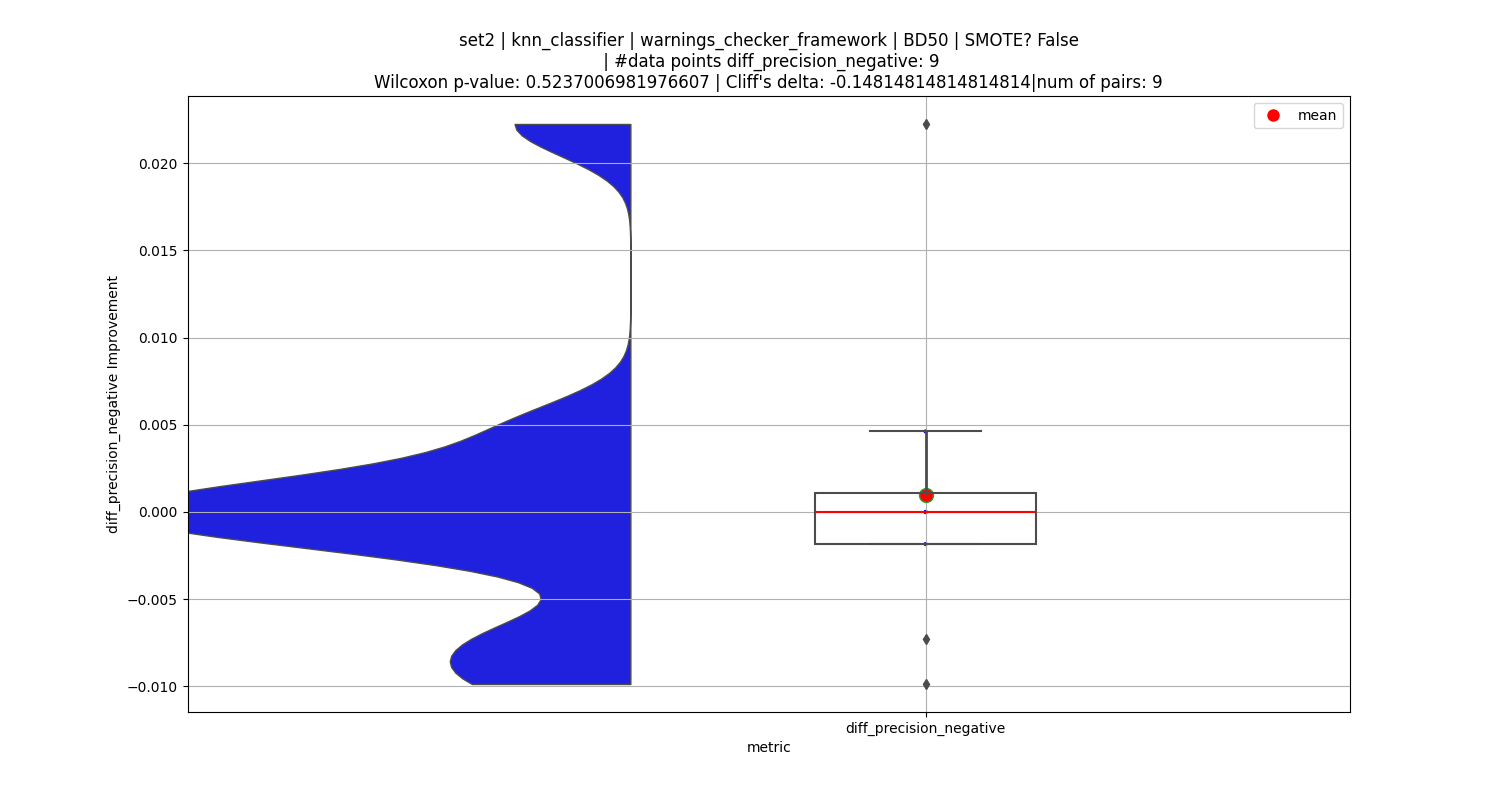 set2 | knn_classifier | warnings_checker_framework | BD50 | SMOTE? False
| #data points diff_precision_negative: 9
Wilcoxon p-value: 0.5237006981976607 | Cliff's delta: -0.14814814814814814|num of pairs: 9
mean
0.020
0.015
0.010
0.005
0.000
−0.005
−0.010
diff_precision_negative Improvement
diff_precision_negative
metric